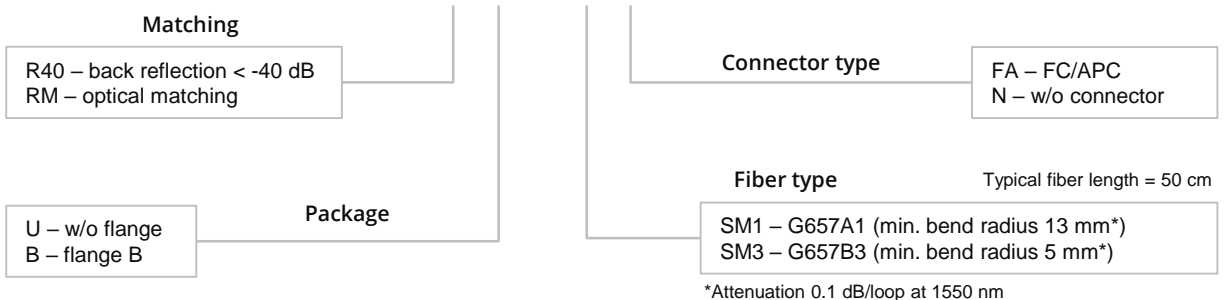 Matching
R40 – back reflection < -40 dB
RM – optical matching
Connector type
FA – FC/APC
N – w/o connector
Package
U – w/o flange
B – flange B
Fiber type
Typical fiber length = 50 cm
SM1 – G657A1 (min. bend radius 13 mm*)
SM3 – G657B3 (min. bend radius 5 mm*)
*Attenuation 0.1 dB/loop at 1550 nm